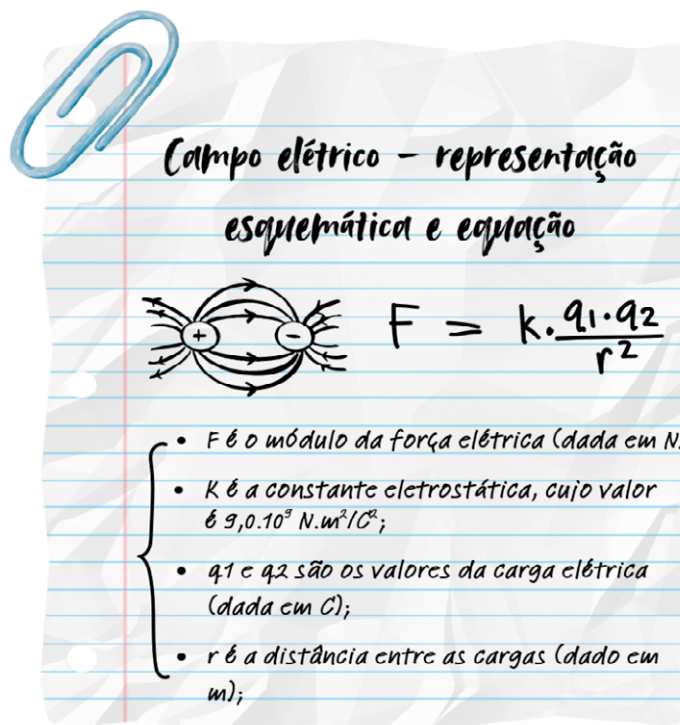 Campo elétrico – representação
esquemática e equação
+ - F = k. q1.q2 / r²
• F é o módulo da força elétrica (dada em N
• K é a constante eletrostática, cujo valor
é 9,0.10⁹ N.m²/C²;
• q1 e q2 são os valores da carga elétrica
(dada em C);
• r é a distância entre as cargas (dado em
m);